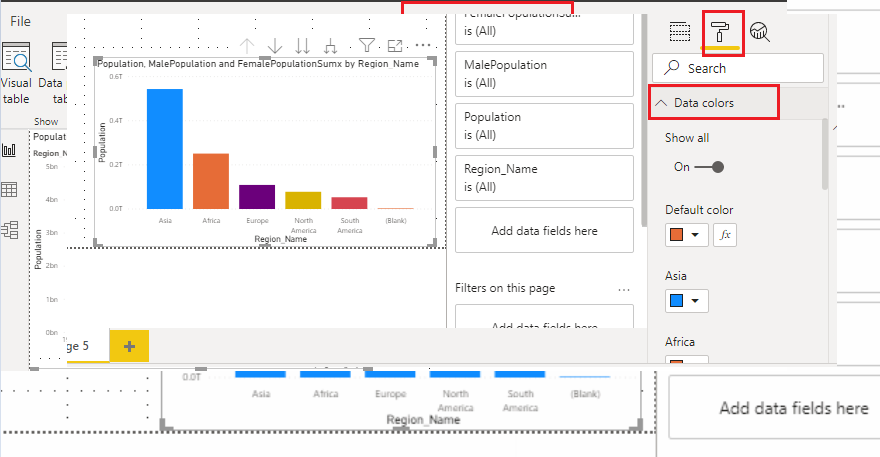 File
Visual
table
Data
tab
Show
Population
Region_N
5bn
4bn
3bn
2bn
1bn
0bn
Population
Population, MalePopulation and FemalePopulationSumx by Region_Name
0.6T
0.4T
0.2T
0.0T
Population
Asia
Africa
Europe
North
America
South
America
(Blank)
Region_Name
FemalePopulationSu...
is (All)
MalePopulation
is (All)
Population
is (All)
Region_Name
is (All)
Add data fields here
Filters on this page
Add data fields here
Search
Data colors
Show all
On
Default color
fx
Asia
Africa
ge 5
0.0T
Asia
Africa
Europe
North
America
South
America
(Blank)
Region_Name
Add data fields here